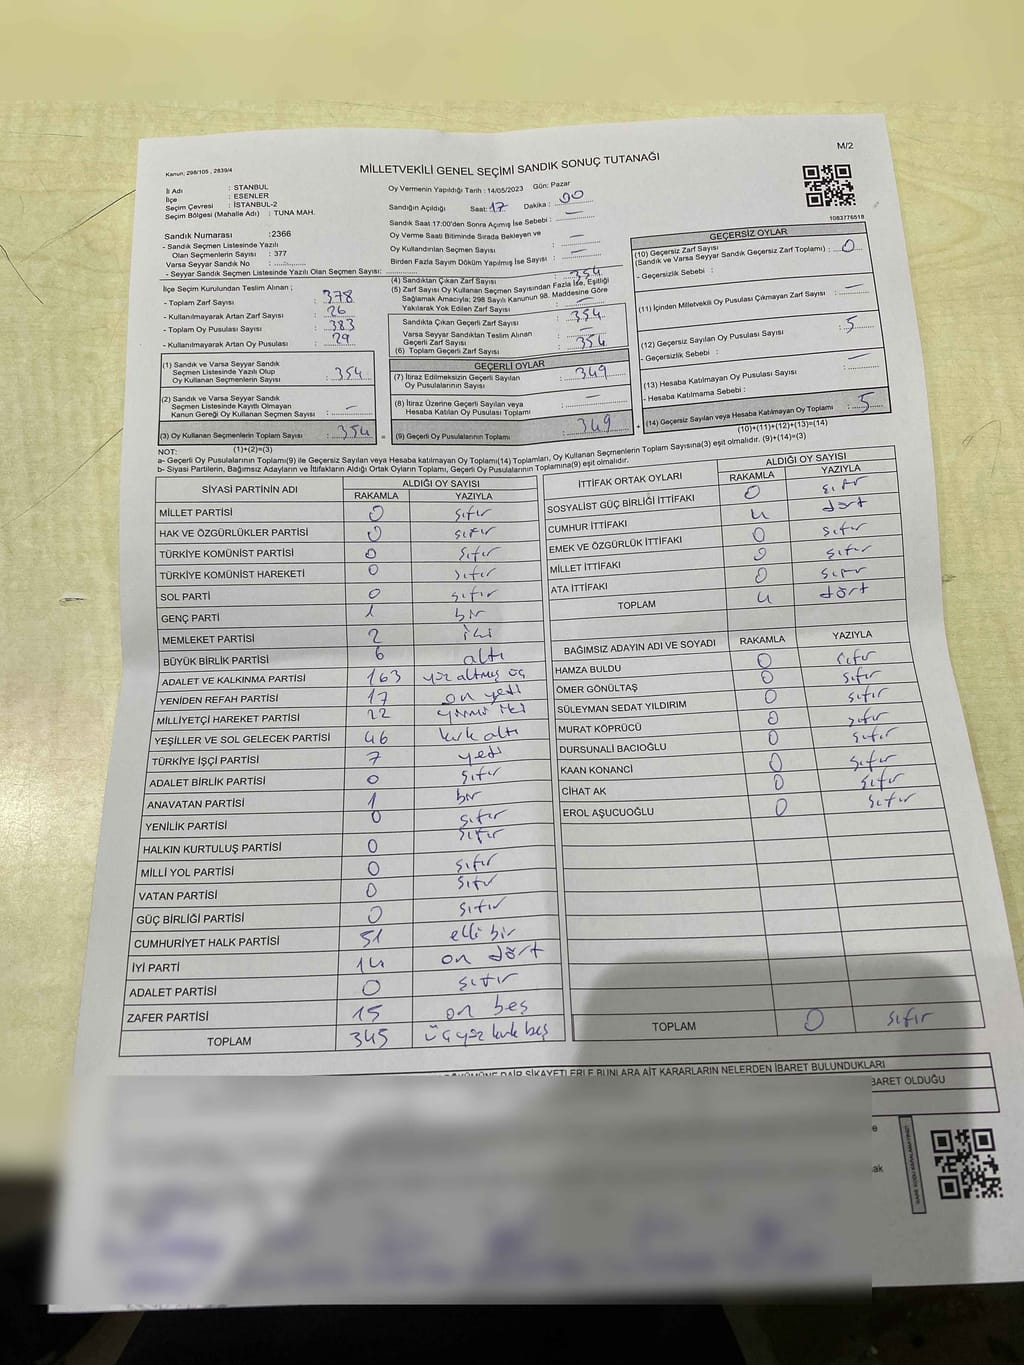 M/2
Kanun; 298/105 , 2839/4
MİLLETVEKİLİ GENEL SEÇİMİ SANDIK SONUÇ TUTANAĞI
1083776518
İl Adı : STANBUL
İlçe : ESENLER
Seçim Çevresi : İSTANBUL-2
Seçim Bölgesi (Mahalle Adı) : TUNA MAH.
Sandık Numarası :2366
- Sandık Seçmen Listesinde Yazılı
Olan Seçmenlerin Sayısı : 377
Varsa Seyyar Sandık No :
- Seyyar Sandık Seçmen Listesinde Yazılı Olan Seçmen Sayısı:
Oy Vermenin Yapıldığı Tarih : 14/05/2023 Gün: Pazar
Sandığın Açıldığı Saat: 17 Dakika : 00
Sandık Saat 17:00'den Sonra Açımış İse Sebebi : —
Oy Verme Saati Bitiminde Sırada Bekleyen ve
Oy Kullandırılan Seçmen Sayısı : —
Birden Fazla Sayım Döküm Yapılmış İse Sayısı : —
İlçe Seçim Kurulundan Teslim Alınan ;
- Toplam Zarf Sayısı : 378
- Kullanılmayarak Artan Zarf Sayısı : 26
- Toplam Oy Pusulası Sayısı : 383
- Kullanılmayarak Artan Oy Pusulası : 29
(1) Sandık ve Varsa Seyyar Sandık
Seçmen Listesinde Yazılı Olup
Oy Kullanan Seçmenlerin Sayısı : 354
(2) Sandık ve Varsa Seyyar Sandık
Seçmen Listesinde Kayıtlı Olmayan
Kanun Gereği Oy Kullanan Seçmen Sayısı : —
(3) Oy Kullanan Seçmenlerin Toplam Sayısı : 354
(4) Sandıktan Çıkan Zarf Sayısı : 354
(5) Zarf Sayısı Oy Kullanan Seçmen Sayısından Fazla İse, Eşitliği
Sağlamak Amacıyla; 298 Sayılı Kanunun 98. Maddesine Göre
Yakılarak Yok Edilen Zarf Sayısı : —
Sandıkta Çıkan Geçerli Zarf Sayısı : 354
Varsa Seyyar Sandıktan Teslim Alınan
Geçerli Zarf Sayısı : —
(6) Toplam Geçerli Zarf Sayısı : 354
GEÇERLİ OYLAR
(7) İtiraz Edilmeksizin Geçerli Sayılan
Oy Pusulalarının Sayısı : 349
(8) İtiraz Üzerine Geçerli Sayılan veya
Hesaba Katılan Oy Pusulası Toplamı : —
= (9) Geçerli Oy Pusulalarının Toplamı : 349
GEÇERSİZ OYLAR
(10) Geçersiz Zarf Sayısı
(Sandık ve Varsa Seyyar Sandık Geçersiz Zarf Toplamı) : 0
- Geçersizlik Sebebi :
(11) İçinden Milletvekili Oy Pusulası Çıkmayan Zarf Sayısı : —
(12) Geçersiz Sayılan Oy Pusulası Sayısı : 5
- Geçersizlik Sebebi :
(13) Hesaba Katılmayan Oy Pusulası Sayısı : —
- Hesaba Katılmama Sebebi :
+ (14) Geçersiz Sayılan veya Hesaba Katılmayan Oy Toplamı : 5
(10)+(11)+(12)+(13)=(14)
NOT: (1)+(2)=(3)
a- Geçerli Oy Pusulaları Toplamı(9) ile Geçersiz Sayılan veya Hesaba Katılmayan Oy Toplamı(14) Toplamları, Oy Kullanan Seçmenlerin Toplam Sayısına(3) eşit olmalıdır. (9)+(14)=(3)
b- Siyasi Partilerin, Bağımsız Adayların ve İttifakların Aldığı Ortak Oyların Toplamı, Geçerli Oy Pusulalarının Toplamına(9) eşit olmalıdır.
SİYASİ PARTİNİN ADI ALDIĞI OY SAYISI
RAKAMLA YAZIYLA
MİLLET PARTİSİ 0 sıfır
HAK VE ÖZGÜRLÜKLER PARTİSİ 0 sıfır
TÜRKİYE KOMÜNİST PARTİSİ 0 sıfır
TÜRKİYE KOMÜNİST HAREKETİ 0 sıfır
SOL PARTİ 0 sıfır
GENÇ PARTİ 1 bir
MEMLEKET PARTİSİ 2 iki
BÜYÜK BİRLİK PARTİSİ 6 altı
ADALET VE KALKINMA PARTİSİ 163 yüz altmış üç
YENİDEN REFAH PARTİSİ 17 on yedi
MİLLİYETÇİ HAREKET PARTİSİ 22 yirmi iki
YEŞİLLER VE SOL GELECEK PARTİSİ 46 kırk altı
TÜRKİYE İŞÇİ PARTİSİ 7 yedi
ADALET BİRLİK PARTİSİ 0 sıfır
ANAVATAN PARTİSİ 1 bir
YENİLİK PARTİSİ 0 sıfır
HALKIN KURTULUŞ PARTİSİ 0 sıfır
MİLLİ YOL PARTİSİ 0 sıfır
VATAN PARTİSİ 0 sıfır
GÜÇ BİRLİĞİ PARTİSİ 0 sıfır
CUMHURİYET HALK PARTİSİ 51 elli bir
İYİ PARTİ 14 on dört
ADALET PARTİSİ 0 sıfır
ZAFER PARTİSİ 15 on beş
TOPLAM 345 üç yüz kırk beş
İTTİFAK ORTAK OYLARI ALDIĞI OY SAYISI
RAKAMLA YAZIYLA
SOSYALİST GÜÇ BİRLİĞİ İTTİFAKI 0 sıfır
CUMHUR İTTİFAKI 4 dört
EMEK VE ÖZGÜRLÜK İTTİFAKI 0 sıfır
MİLLET İTTİFAKI 0 sıfır
ATA İTTİFAKI 0 sıfır
TOPLAM 4 dört
BAĞIMSIZ ADAYIN ADI VE SOYADI RAKAMLA YAZIYLA
HAMZA BULDU 0 sıfır
ÖMER GÖNÜLTAŞ 0 sıfır
SÜLEYMAN SEDAT YILDIRIM 0 sıfır
MURAT KÖPRÜCÜ 0 sıfır
DURSUNALİ BACIOĞLU 0 sıfır
KAAN KONANCİ 0 sıfır
CİHAT AK 0 sıfır
EROL AŞUCUOĞLU 0 sıfır
TOPLAM 0 sıfır
DAİR ŞİKAYETLERLE BUNLARA AİT KARARLARIN NELERDEN İBARET BULUNDUKLARI
BARET OLDUĞU